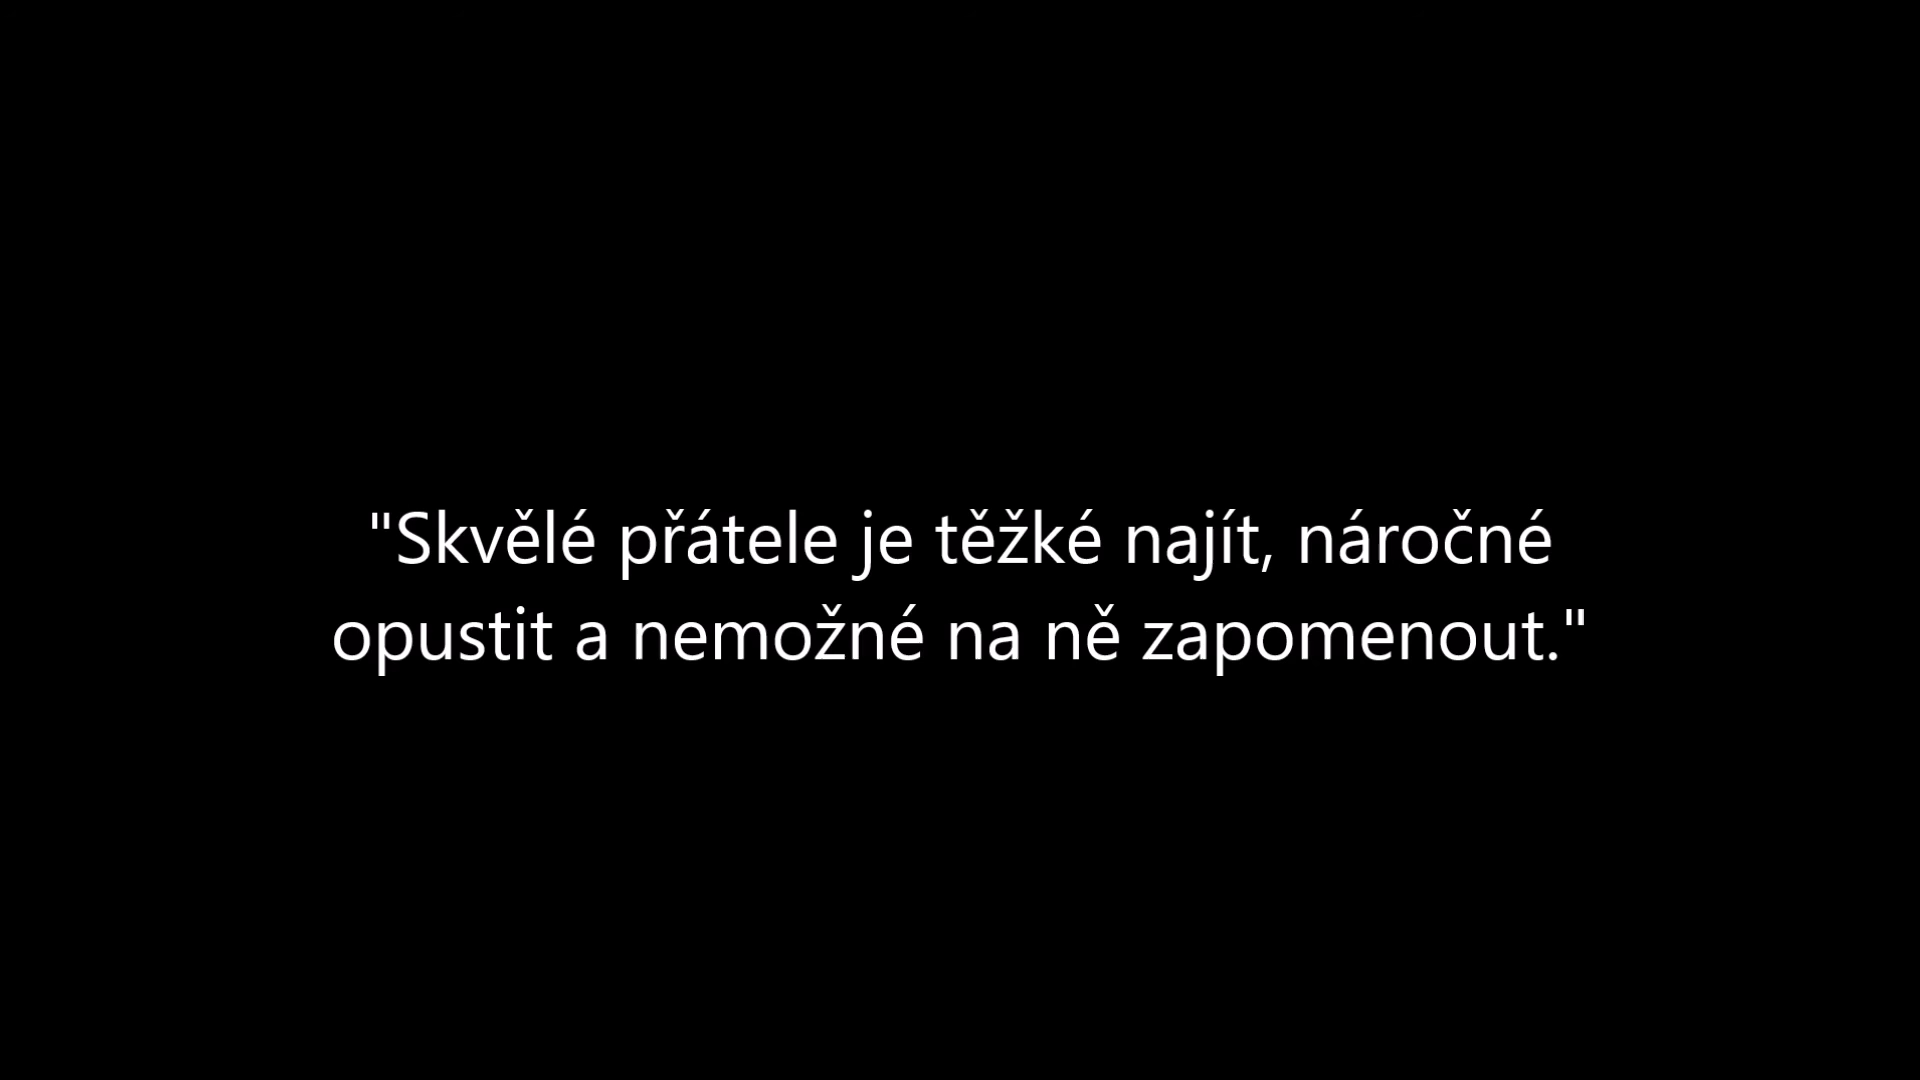 "Skvělé přátele je těžké najít, náročné
opustit a nemožné na ně zapomenout."